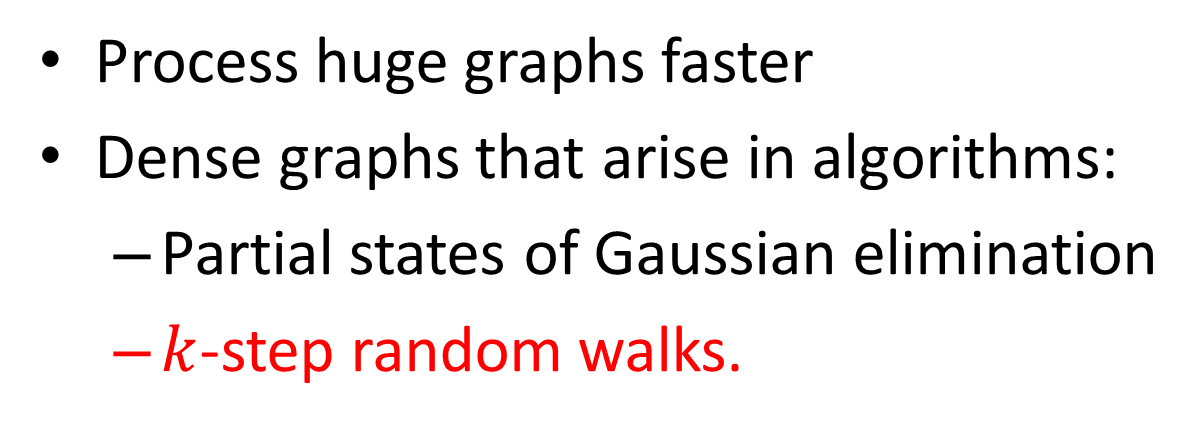 • Process huge graphs faster
• Dense graphs that arise in algorithms:
– Partial states of Gaussian elimination
– k-step random walks.